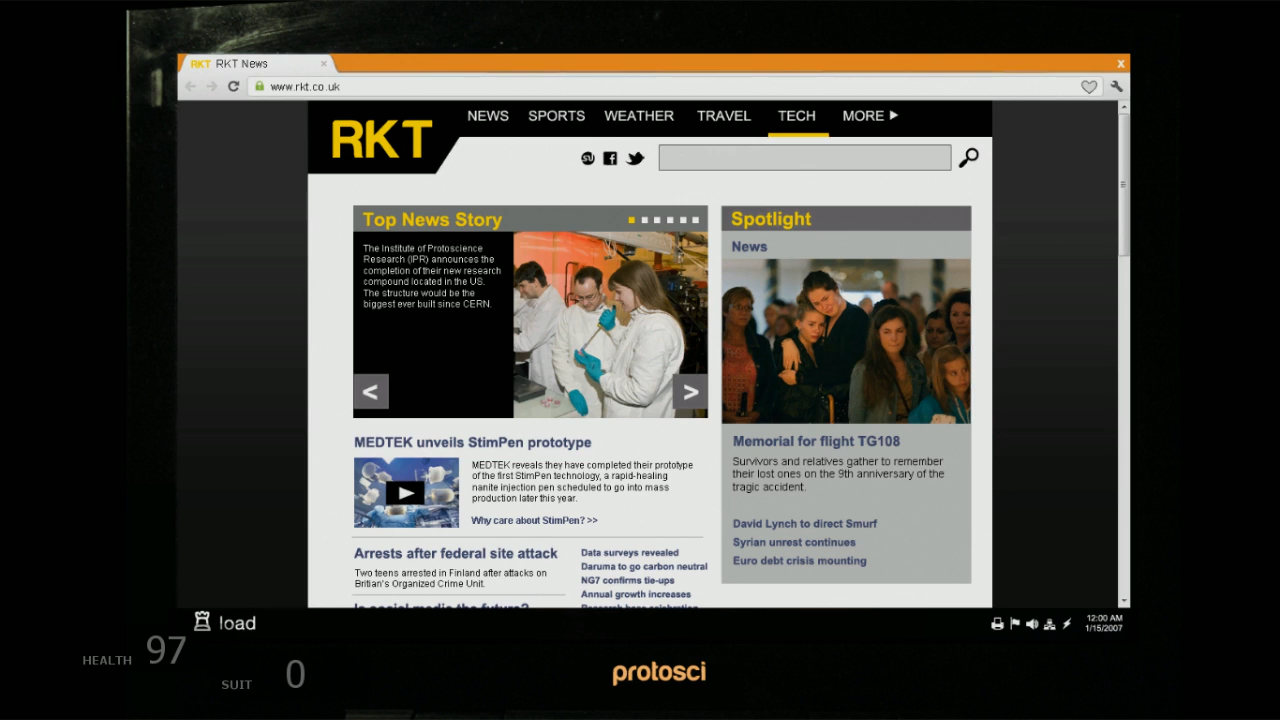 RKT RKT News × X
www.rkt.co.uk
RKT
NEWS SPORTS WEATHER TRAVEL TECH MORE ▶
Top News Story
The Institute of Protoscience
Research (IPR) announces the
completion of their new research
compound located in the US.
The structure would be the
biggest ever built since CERN.
< >
MEDTEK unveils StimPen prototype
MEDTEK reveals they have completed their prototype
of the first StimPen technology, a rapid-healing
nanite injection pen scheduled to go into mass
production later this year.
Why care about StimPen? >>
Arrests after federal site attack
Two teens arrested in Finland after attacks on
Britian's Organized Crime Unit.
Is social media the future?
Data surveys revealed
Daruma to go carbon neutral
NG7 confirms tie-ups
Annual growth increases
Spotlight
News
Memorial for flight TG108
Survivors and relatives gather to remember
their lost ones on the 9th anniversary of the
tragic accident.
David Lynch to direct Smurf
Syrian unrest continues
Euro debt crisis mounting
load
12:00 AM
1/15/2007
HEALTH 97
SUIT 0
protosci